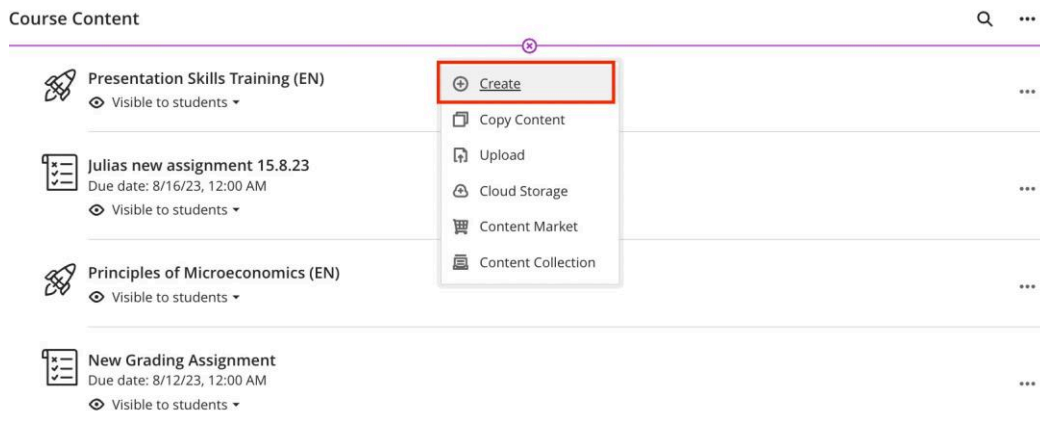 Course Content
Presentation Skills Training (EN)
Visible to students
Create
Copy Content
Upload
Cloud Storage
Content Market
Content Collection
Julias new assignment 15.8.23
Due date: 8/16/23, 12:00 AM
Visible to students
Principles of Microeconomics (EN)
Visible to students
New Grading Assignment
Due date: 8/12/23, 12:00 AM
Visible to students